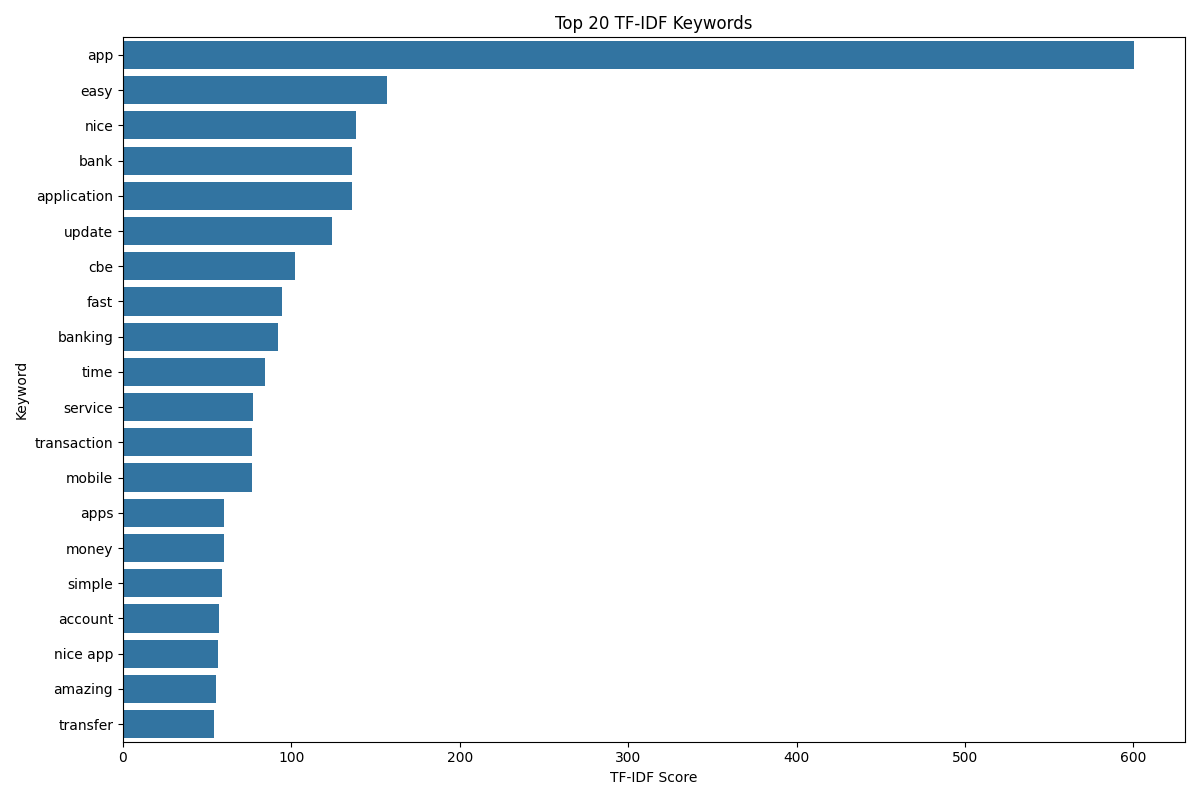 Top 20 TF-IDF Keywords
Keyword
app
easy
nice
bank
application
update
cbe
fast
banking
time
service
transaction
mobile
apps
money
simple
account
nice app
amazing
transfer
0 100 200 300 400 500 600
TF-IDF Score